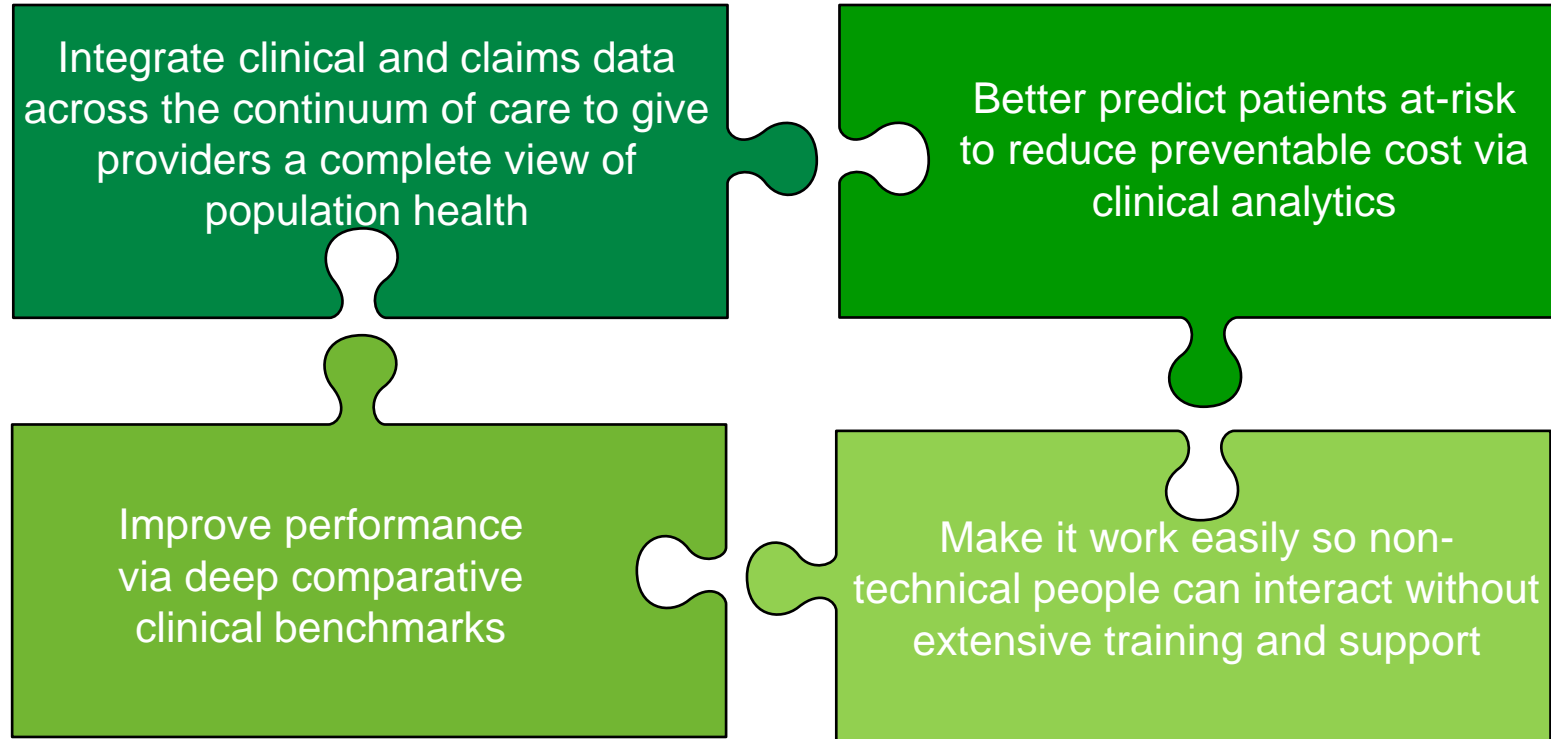 Integrate clinical and claims data
across the continuum of care to give
providers a complete view of
population health
Better predict patients at-risk
to reduce preventable cost via
clinical analytics
Improve performance
via deep comparative
clinical benchmarks
Make it work easily so non-
technical people can interact without
extensive training and support